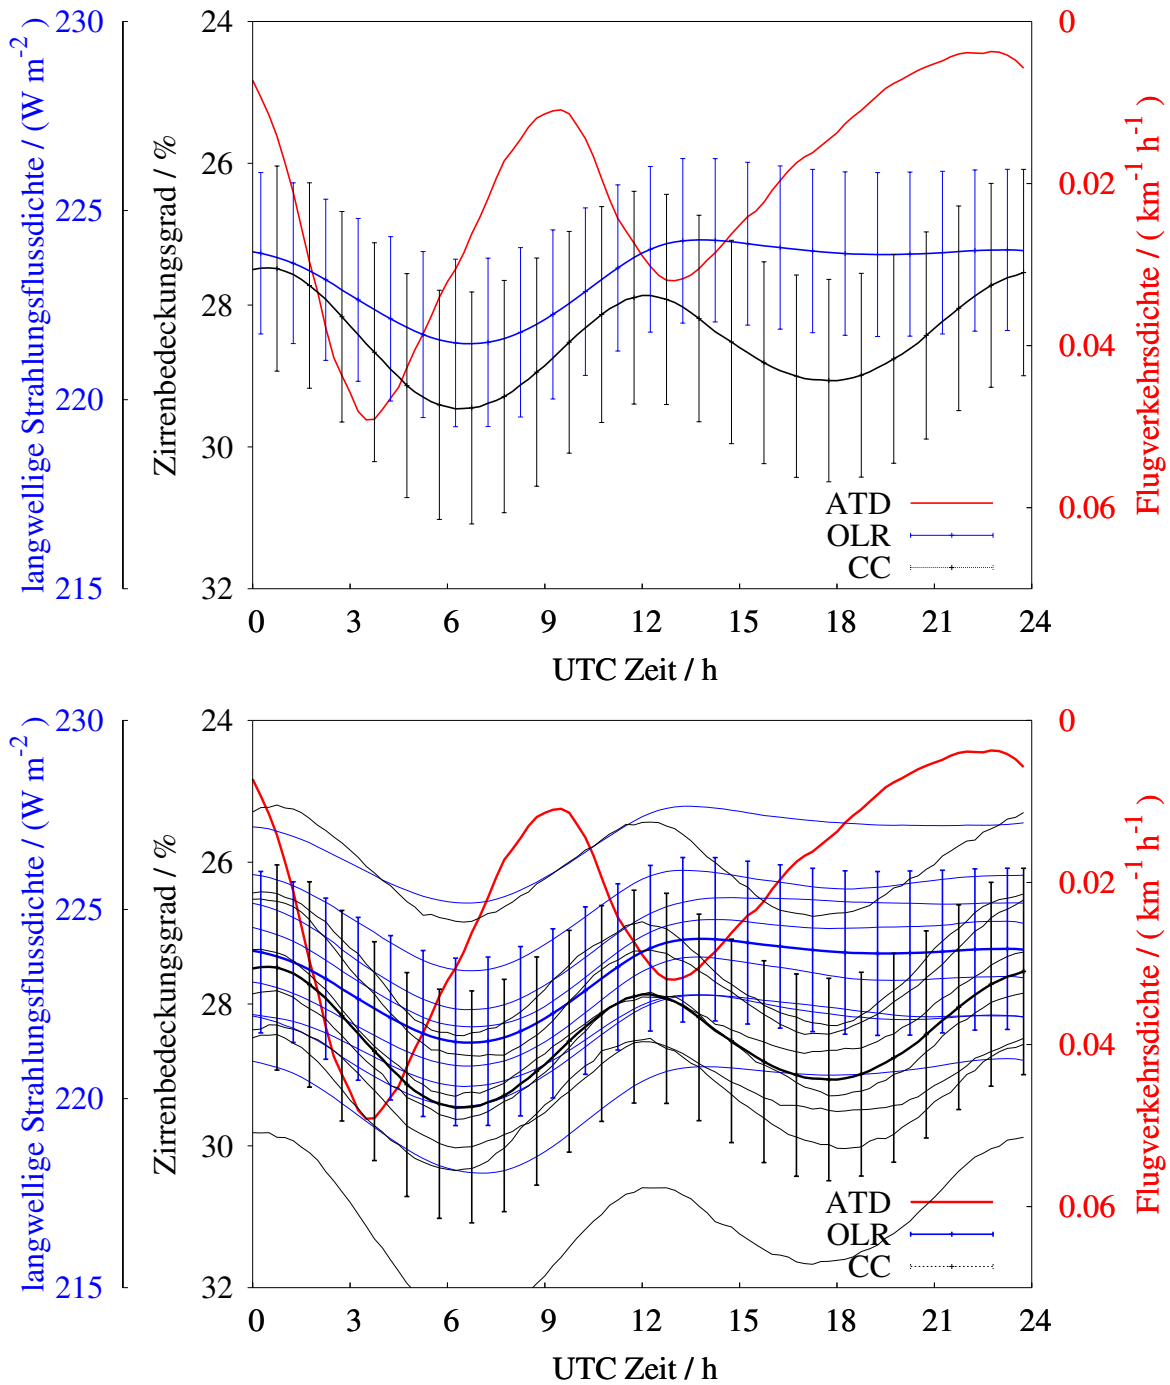 langwellige Strahlungsflussdichte / (W m-2)
230
225
220
215
Zirrenbedeckungsgrad / %
24
26
28
30
32
0
0.02
0.04
0.06
Flugverkehrsdichte / ( km-1 h-1 )
ATD
OLR
CC
0 3 6 9 12 15 18 21 24
UTC Zeit / h
langwellige Strahlungsflussdichte / (W m-2 )
230
225
220
215
Zirrenbedeckungsgrad / %
24
26
28
30
32
0
0.02
0.04
0.06
Flugverkehrsdichte / ( km-1 h-1 )
ATD
OLR
CC
0 3 6 9 12 15 18 21 24
UTC Zeit / h